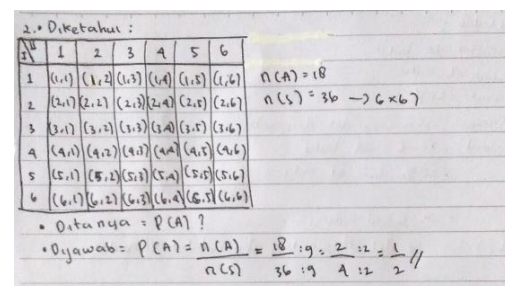 2. • Diketahui :
I\II 1 2 3 4 5 6
1 (1,1) (1,2) (1,3) (1,4) (1,5) (1,6) n(A) = 18
2 (2,1) (2,2) (2,3) (2,4) (2,5) (2,6) n(s) = 36 → 6x6
3 (3,1) (3,2) (3,3) (3,4) (3,5) (3,6)
4 (4,1) (4,2) (4,3) (4,4) (4,5) (4,6)
5 (5,1) (5,2) (5,3) (5,4) (5,5) (5,6)
6 (6,1) (6,2) (6,3) (6,4) (6,5) (6,6)
• Ditanya = P(A) ?
• Dijawab = P(A) = n(A) / n(s) = 18 / 36 :9 :9 = 2 / 4 :2 :2 = 1 / 2 //